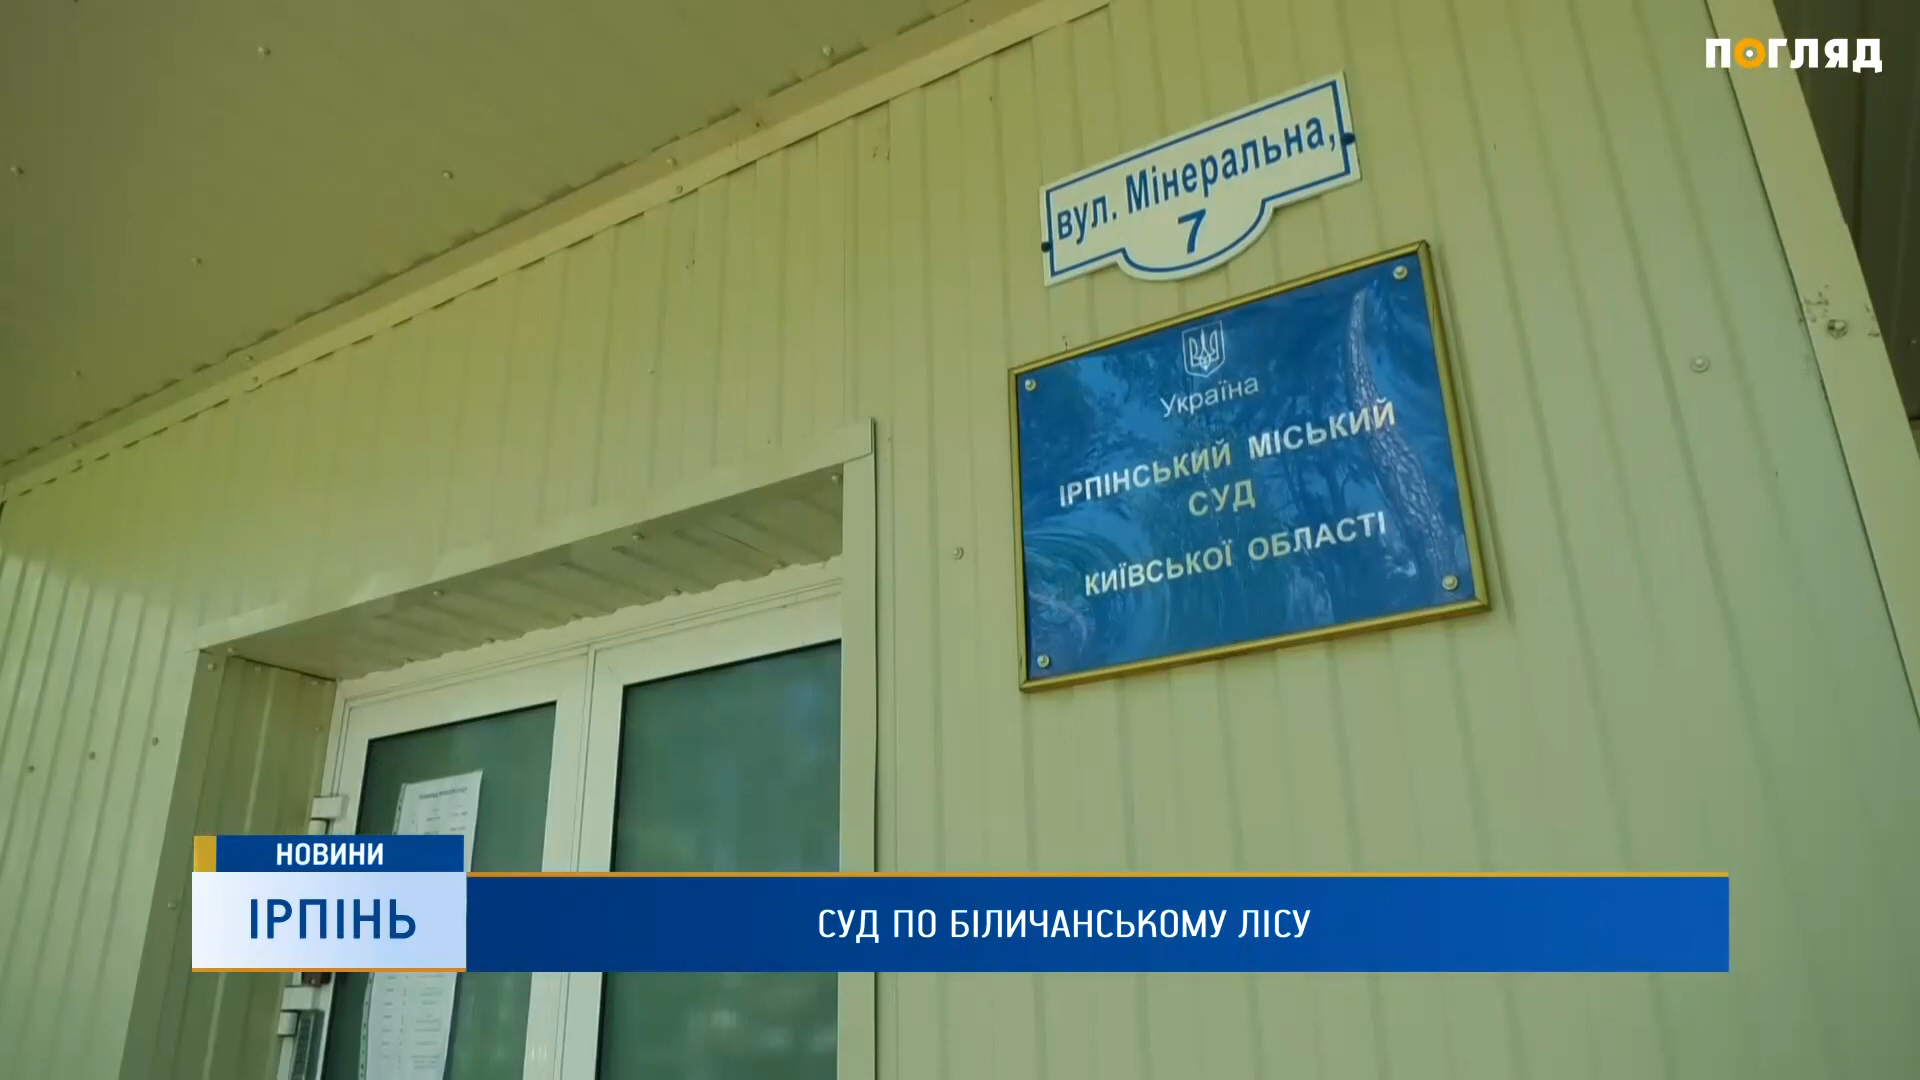 ПОГЛЯД
вул. Мінеральна,
7
Україна
ІРПІНСЬКИЙ МІСЬКИЙ
СУД
КИЇВСЬКОЇ ОБЛАСТІ
НОВИНИ
ІРПІНЬ
СУД ПО БІЛИЧАНСЬКОМУ ЛІСУ